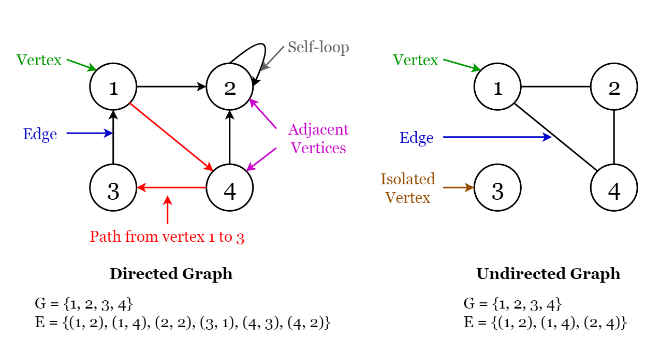 Vertex
1
2
Self-loop
Edge
Adjacent
Vertices
3
4
Path from vertex 1 to 3
Directed Graph
G = {1, 2, 3, 4}
E = {(1, 2), (1, 4), (2, 2), (3, 1), (4, 3), (4, 2)}
Vertex
1
2
Edge
Isolated
Vertex
3
4
Undirected Graph
G = {1, 2, 3, 4}
E = {(1, 2), (1, 4), (2, 4)}